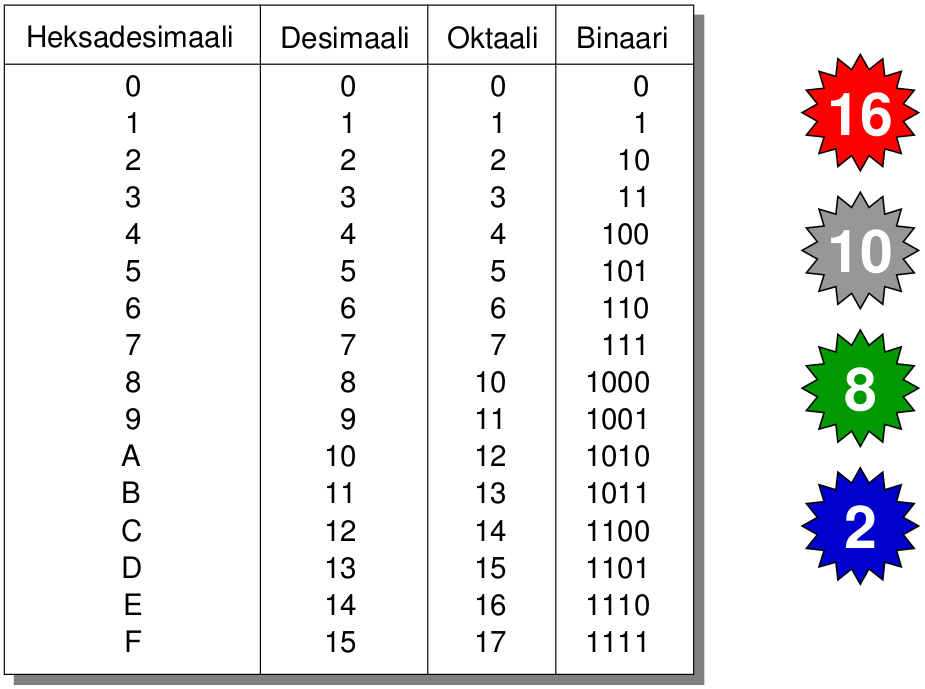 Heksadesimaali Desimaali Oktaali Binaari
0 0 0 0
1 1 1 1
2 2 2 10
3 3 3 11
4 4 4 100
5 5 5 101
6 6 6 110
7 7 7 111
8 8 10 1000
9 9 11 1001
A 10 12 1010
B 11 13 1011
C 12 14 1100
D 13 15 1101
E 14 16 1110
F 15 17 1111
16
10
8
2